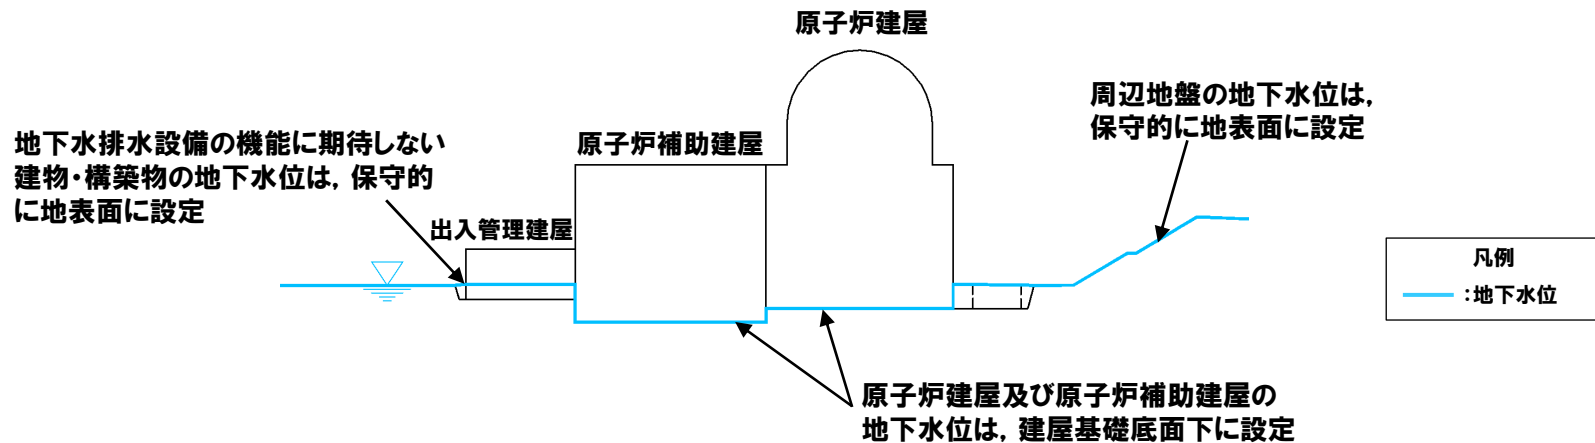 原子炉建屋
周辺地盤の地下水位は,
保守的に地表面に設定
地下水排水設備の機能に期待しない
建物・構築物の地下水位は, 保守的
に地表面に設定
原子炉補助建屋
出入管理建屋
凡例
:地下水位
原子炉建屋及び原子炉補助建屋の
地下水位は, 建屋基礎底面下に設定